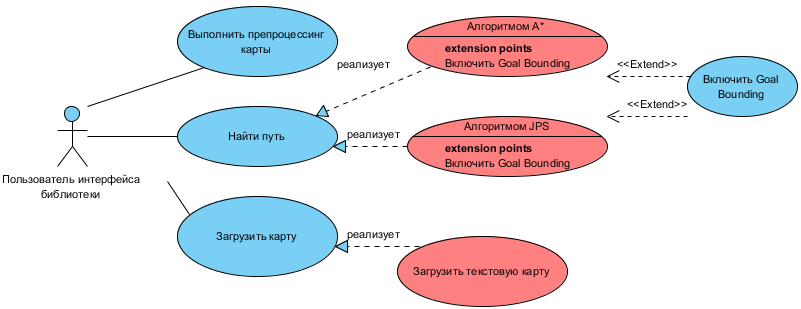 Выполнить препроцессинг
карты
Алгоритмом A*
extension points
Включить Goal Bounding
реализует
<<Extend>>
Включить Goal
Bounding
<<Extend>>
Найти путь
реализует
Алгоритмом JPS
extension points
Включить Goal Bounding
Пользователь интерфейса
библиотеки
Загрузить карту
реализует
Загрузить текстовую карту